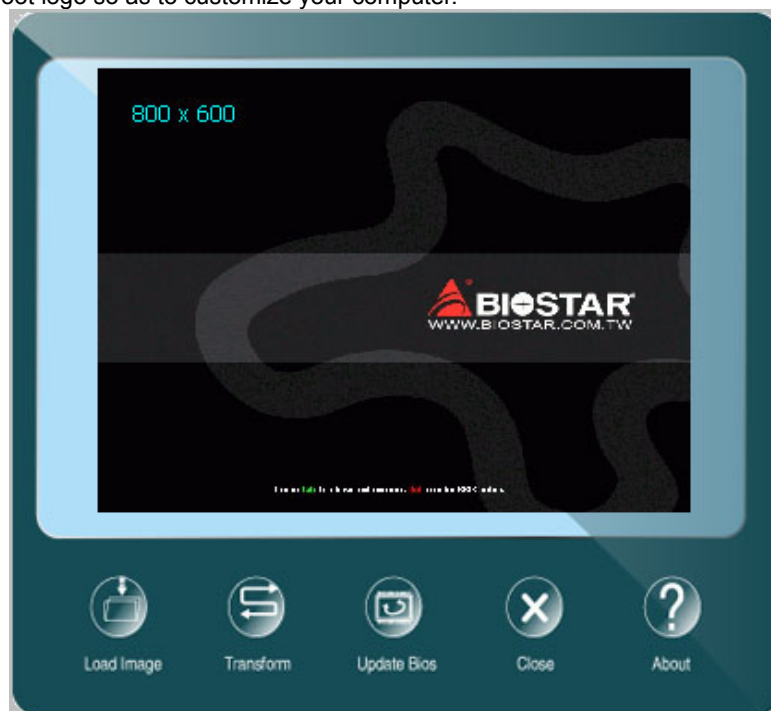 oot logo so as to customize your computer.
800 x 600
BIOSTAR
WWW.BIOSTAR.COM.TW
Load Image
Transform
Update Bios
Close
About